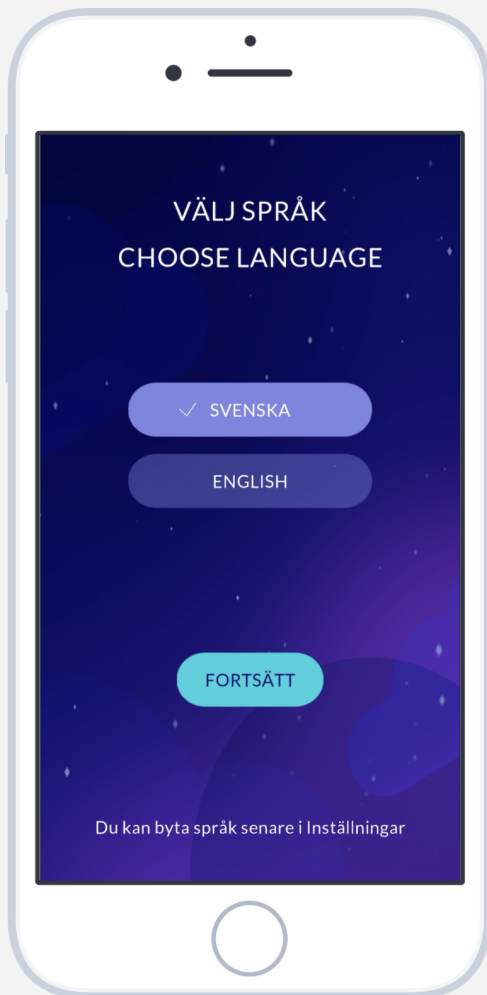 VÄLJ SPRÅK
CHOOSE LANGUAGE
SVENSKA
ENGLISH
FORTSÄTT
Du kan byta språk senare i Inställningar